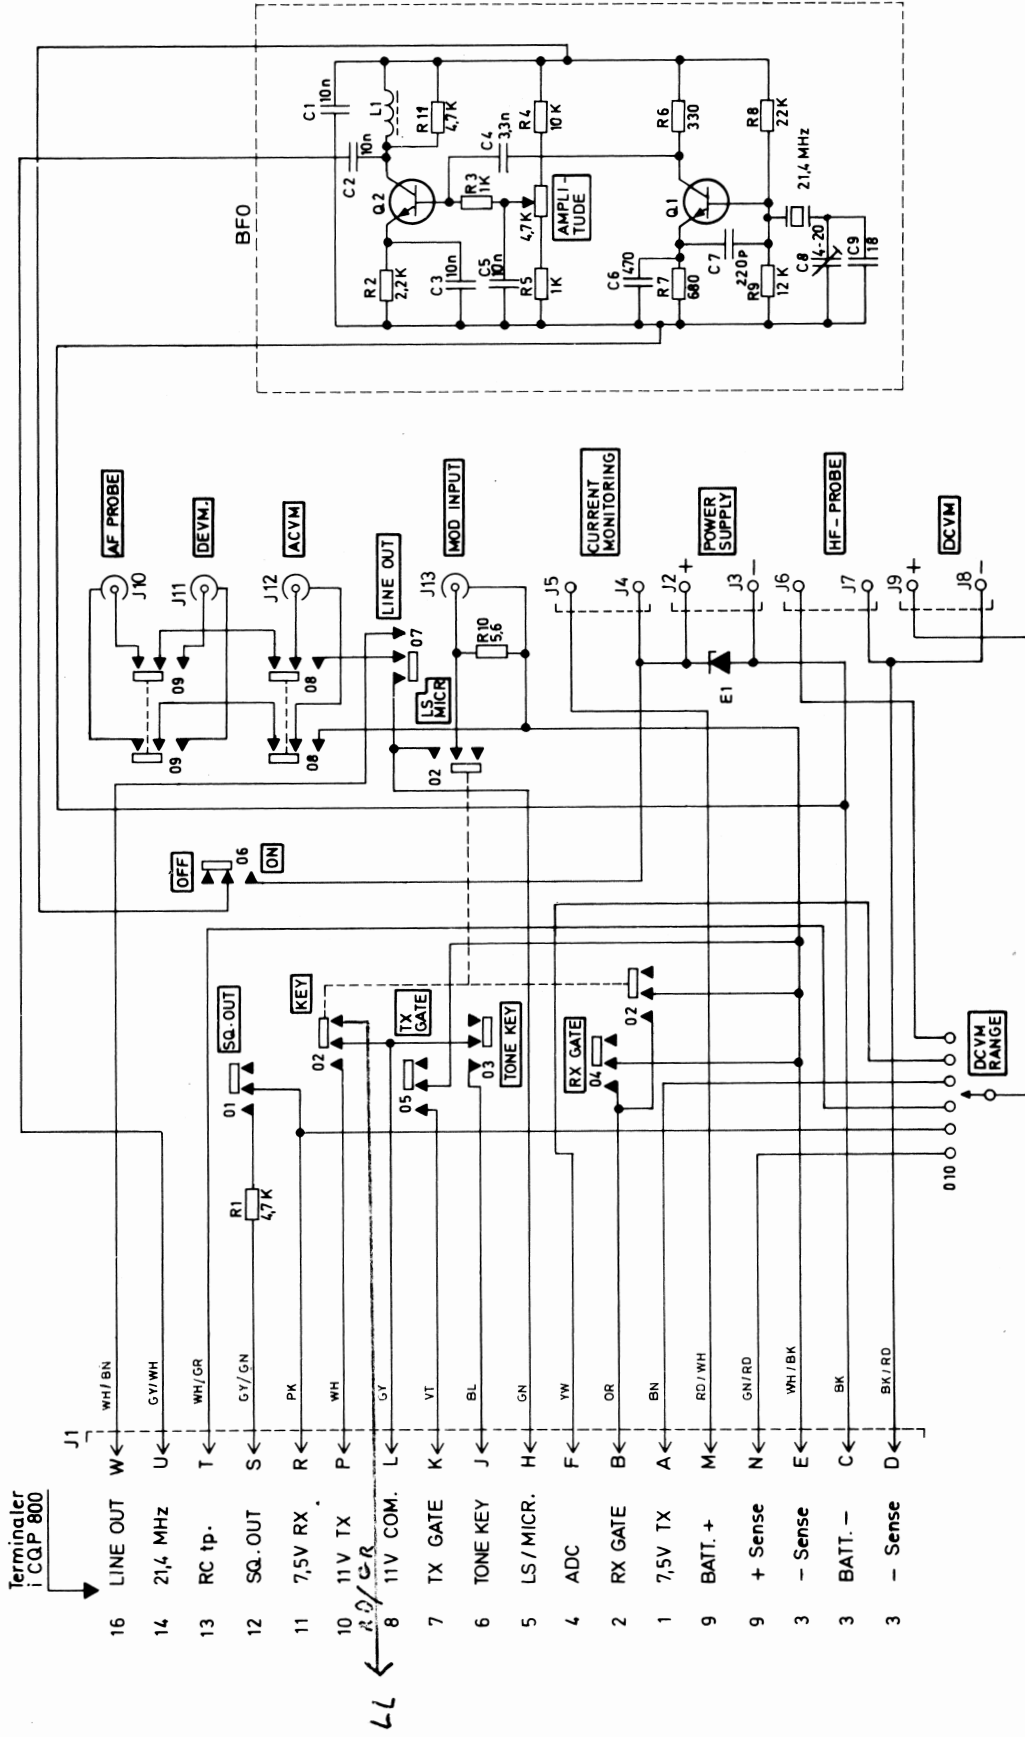 Terminaler
i CQP 800
J1
16 LINE OUT W WH/BN
14 21,4 MHz U GY/WH
13 RC tp. T WH/GR
12 SQ. OUT S GY/GN
11 7,5V RX R PK
10 11V TX P WH
RD/GR
LL
8 11V COM. L GY
7 TX GATE K VT
6 TONE KEY J BL
5 LS/MICR. H GN
4 ADC F YW
2 RX GATE B OR
1 7,5V TX A BN
9 BATT. + M RD/WH
9 + Sense N GN/RD
3 - Sense E WH/BK
3 BATT. - C BK
3 - Sense D BK/RD
R1
4,7K
01
SQ.OUT
02
KEY
TX
GATE
05
03
TONE KEY
RX GATE
04
02
010
DCVM
RANGE
OFF
06
ON
09
09
08
08
02
LS
MICR
07
LINE OUT
R10
5,6
E1
J10
AF PROBE
J11
DEVM.
J12
ACVM
J13
MOD INPUT
J5
J4
CURRENT
MONITORING
J2 +
J3 -
POWER
SUPPLY
J6
J7
HF-PROBE
J9 +
J8 -
DCVM
BFO
C1
10n
C2
10n
L1
R11
4,7K
Q2
R2
2,2K
C3
10n
R3
1K
C4
3,3n
C5
10n
R4
10K
4,7K
AMPLI-
TUDE
R5
1K
C6
470
R6
330
Q1
R7
680
C7
220P
R8
22K
R9
12K
21,4 MHz
C8
4-20
C9
18